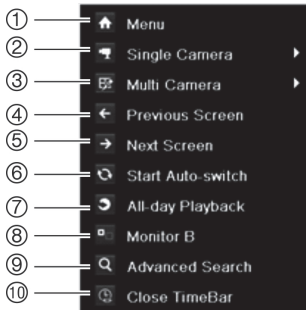 ① Menu
② Single Camera
③ Multi Camera
④ Previous Screen
⑤ Next Screen
⑥ Start Auto-switch
⑦ All-day Playback
⑧ Monitor B
⑨ Advanced Search
⑩ Close TimeBar